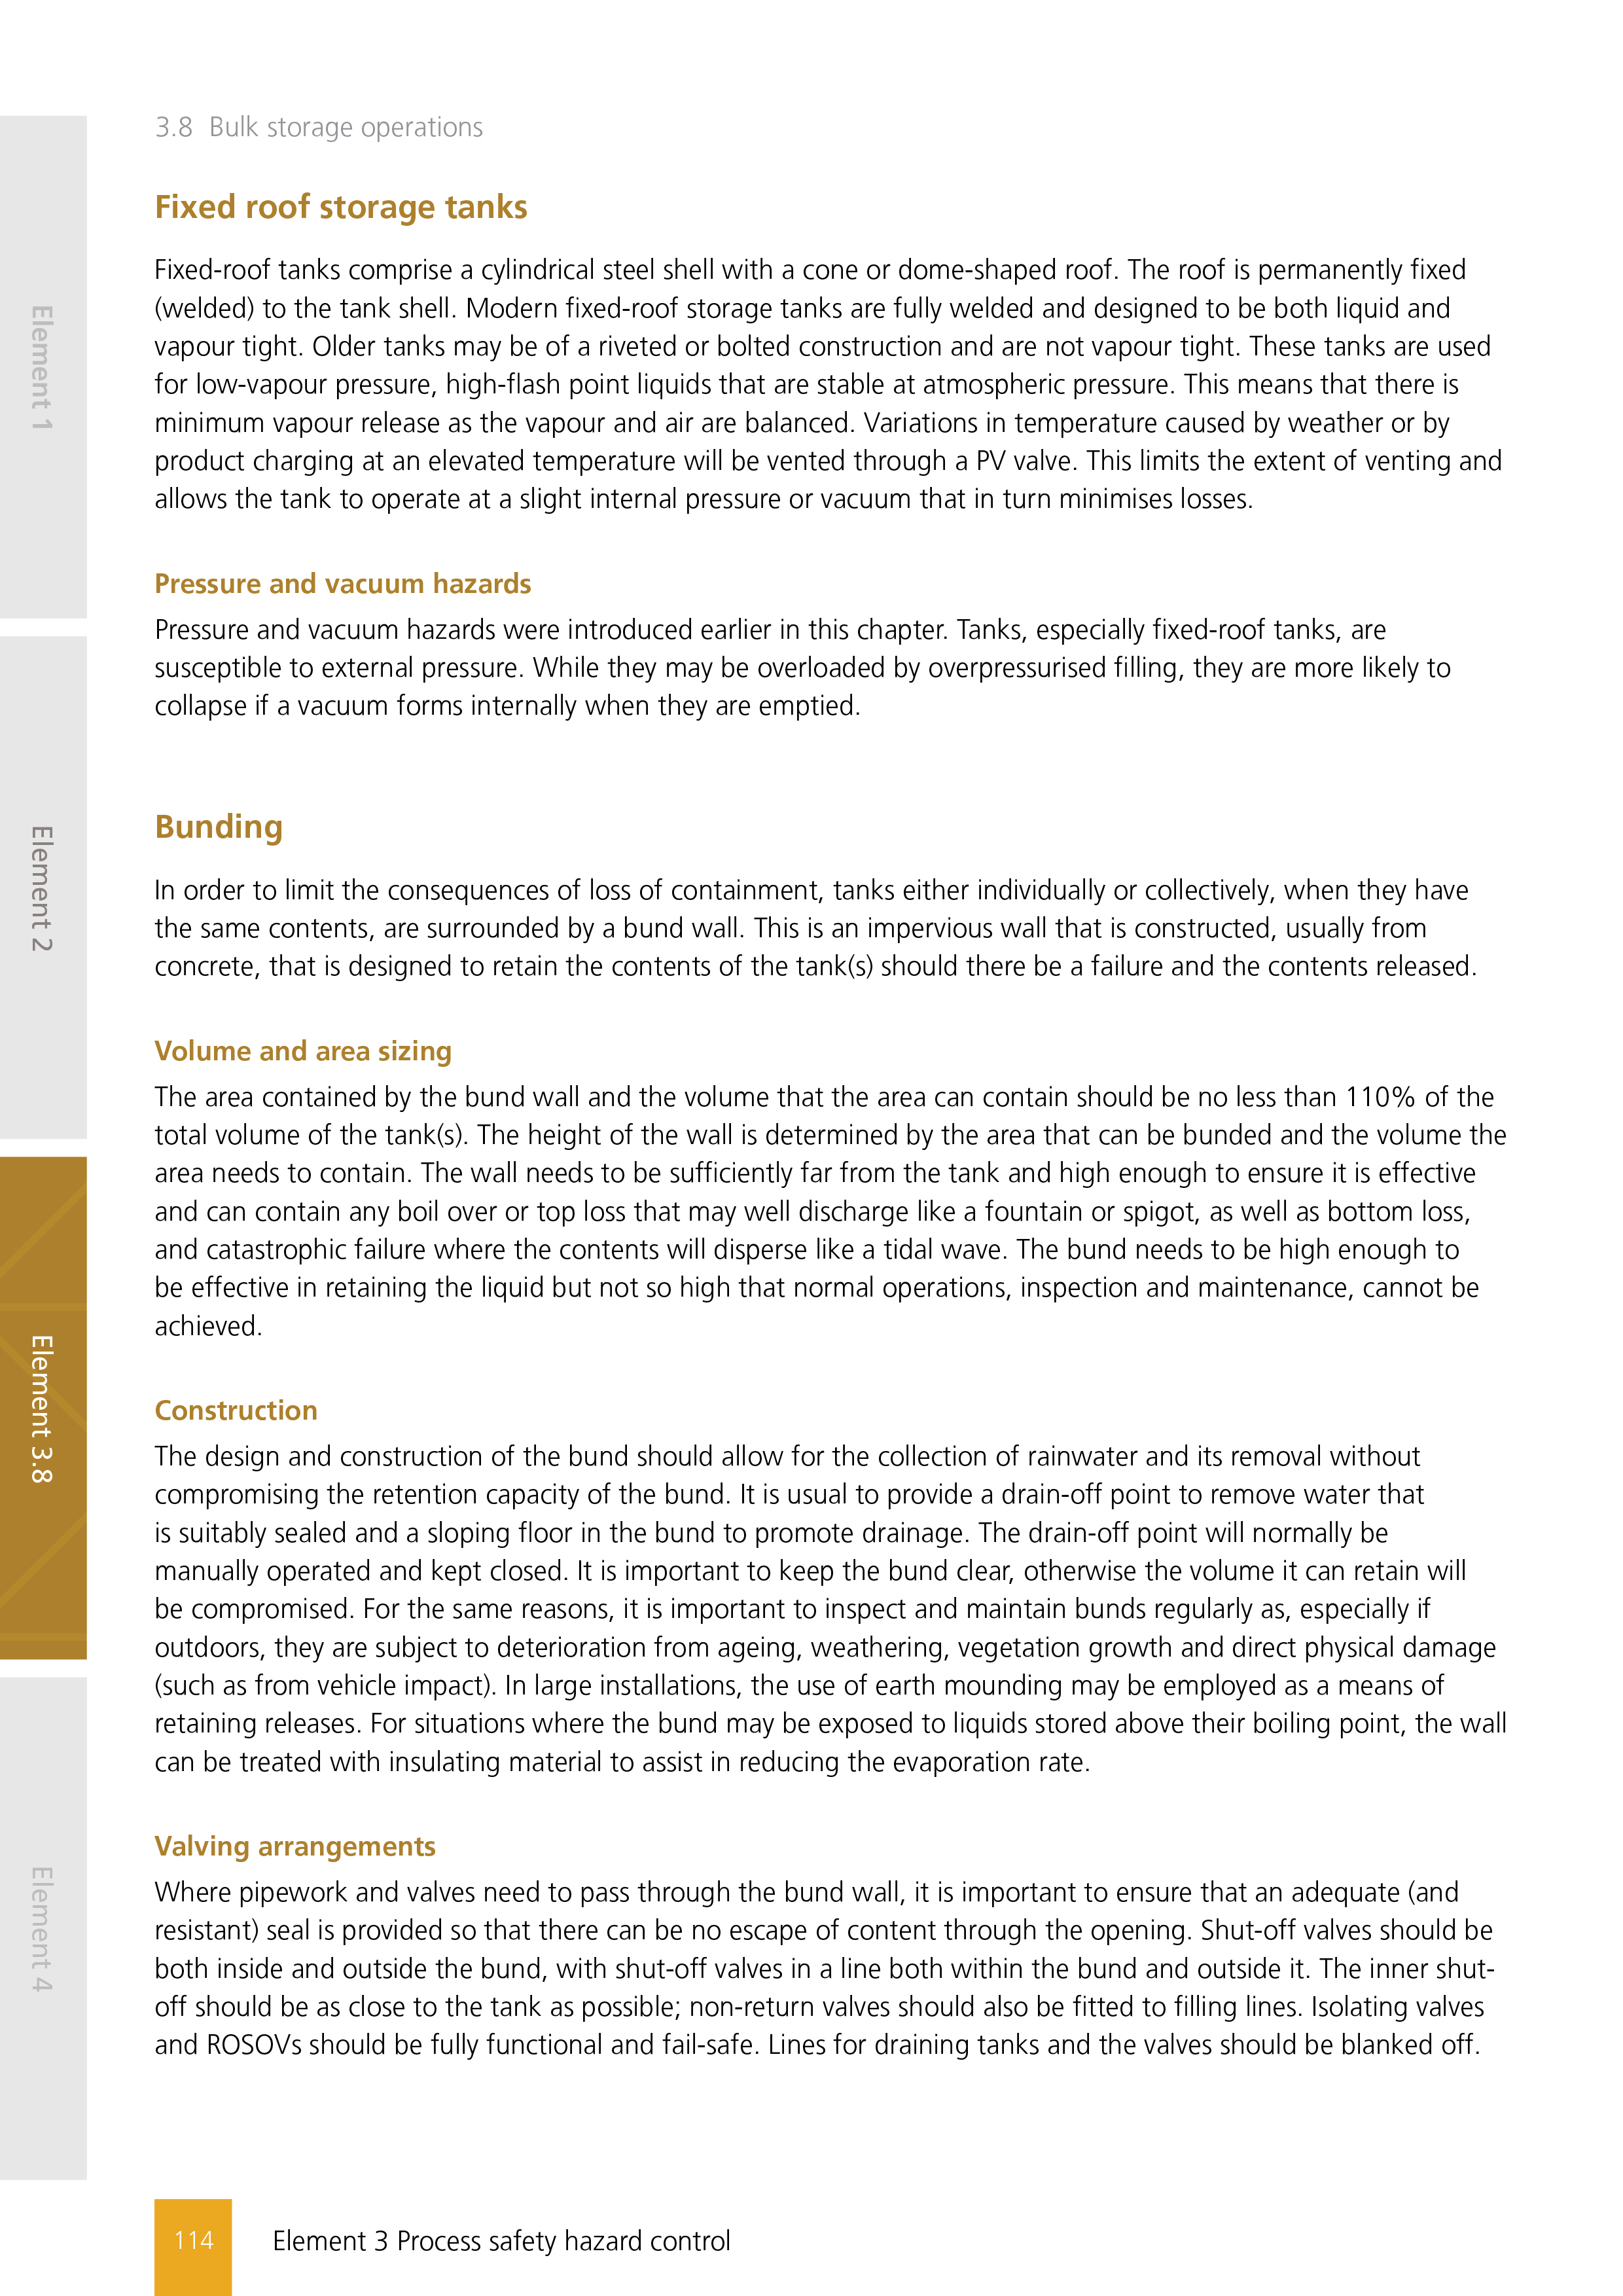 3.8 Bulk storage operations
Fixed roof storage tanks
Fixed-roof tanks comprise a cylindrical steel shell with a cone or dome-shaped roof. The roof is permanently fixed
(welded) to the tank shell. Modern fixed-roof storage tanks are fully welded and designed to be both liquid and
vapour tight. Older tanks may be of a riveted or bolted construction and are not vapour tight. These tanks are used
for low-vapour pressure, high-flash point liquids that are stable at atmospheric pressure. This means that there is
minimum vapour release as the vapour and air are balanced. Variations in temperature caused by weather or by
product charging at an elevated temperature will be vented through a PV valve. This limits the extent of venting and
allows the tank to operate at a slight internal pressure or vacuum that in turn minimises losses.
Pressure and vacuum hazards
Pressure and vacuum hazards were introduced earlier in this chapter. Tanks, especially fixed-roof tanks, are
susceptible to external pressure. While they may be overloaded by overpressurised filling, they are more likely to
collapse if a vacuum forms internally when they are emptied.
Bunding
In order to limit the consequences of loss of containment, tanks either individually or collectively, when they have
the same contents, are surrounded by a bund wall. This is an impervious wall that is constructed, usually from
concrete, that is designed to retain the contents of the tank(s) should there be a failure and the contents released.
Volume and area sizing
The area contained by the bund wall and the volume that the area can contain should be no less than 110% of the
total volume of the tank(s). The height of the wall is determined by the area that can be bunded and the volume the
area needs to contain. The wall needs to be sufficiently far from the tank and high enough to ensure it is effective
and can contain any boil over or top loss that may well discharge like a fountain or spigot, as well as bottom loss,
and catastrophic failure where the contents will disperse like a tidal wave. The bund needs to be high enough to
be effective in retaining the liquid but not so high that normal operations, inspection and maintenance, cannot be
achieved.
Construction
The design and construction of the bund should allow for the collection of rainwater and its removal without
compromising the retention capacity of the bund. It is usual to provide a drain-off point to remove water that
is suitably sealed and a sloping floor in the bund to promote drainage. The drain-off point will normally be
manually operated and kept closed. It is important to keep the bund clear, otherwise the volume it can retain will
be compromised. For the same reasons, it is important to inspect and maintain bunds regularly as, especially if
outdoors, they are subject to deterioration from ageing, weathering, vegetation growth and direct physical damage
(such as from vehicle impact). In large installations, the use of earth mounding may be employed as a means of
retaining releases. For situations where the bund may be exposed to liquids stored above their boiling point, the wall
can be treated with insulating material to assist in reducing the evaporation rate.
Valving arrangements
Where pipework and valves need to pass through the bund wall, it is important to ensure that an adequate (and
resistant) seal is provided so that there can be no escape of content through the opening. Shut-off valves should be
both inside and outside the bund, with shut-off valves in a line both within the bund and outside it. The inner shut-
off should be as close to the tank as possible; non-return valves should also be fitted to filling lines. Isolating valves
and ROSOVs should be fully functional and fail-safe. Lines for draining tanks and the valves should be blanked off.
Element 1
Element 2
Element 3.8
Element 4
114 Element 3 Process safety hazard control